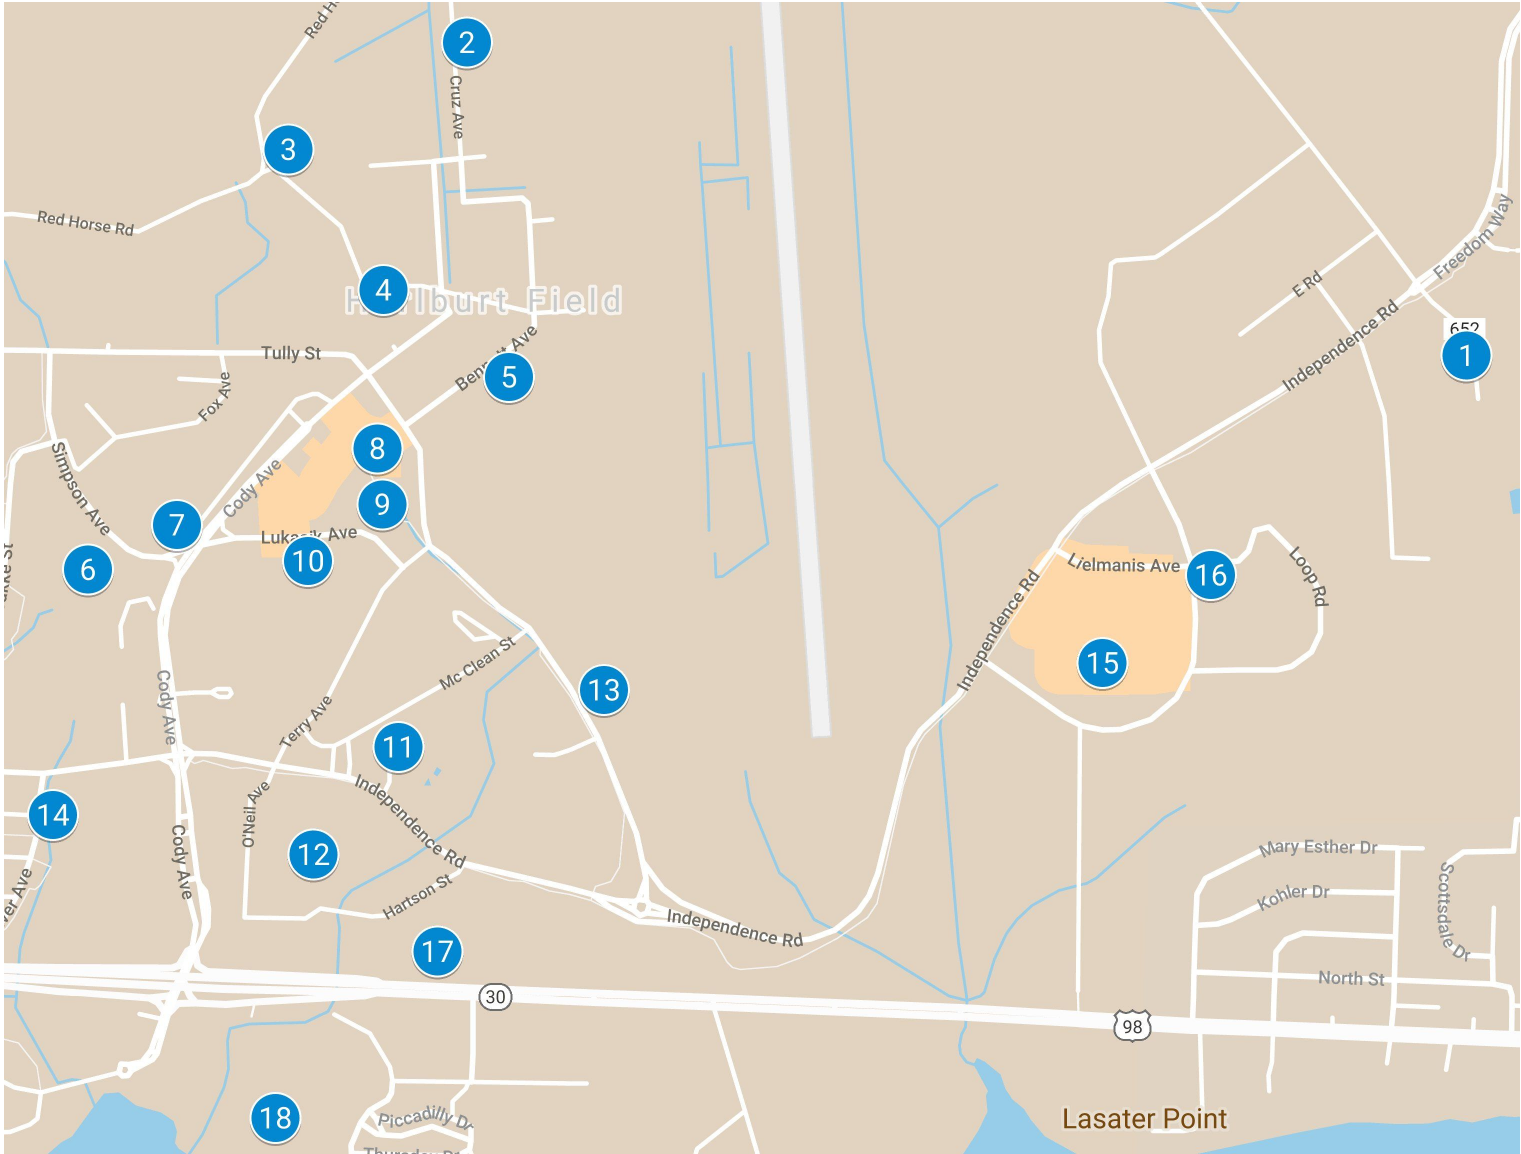 2
Cruz Ave
3
Red Horse Rd
Freedom Way
4
Field
E Rd
Independence Rd
652
1
Tully St
5
Fox Ave
8
Cody Ave
Simpson Ave
9
7
Ave
10
6
Lielmanis Ave
16
Loop Rd
Independence Rd
15
Mc Clean St
13
Cody Ave
Terry Ave
11
Independence Rd
14
O'Neil Ave
12
Cody Ave
Hartson St
Mary Esther Dr
Kohler Dr
Scottsdale Dr
Independence Rd
17
North St
30
98
18
Piccadilly Dr
Lasater Point